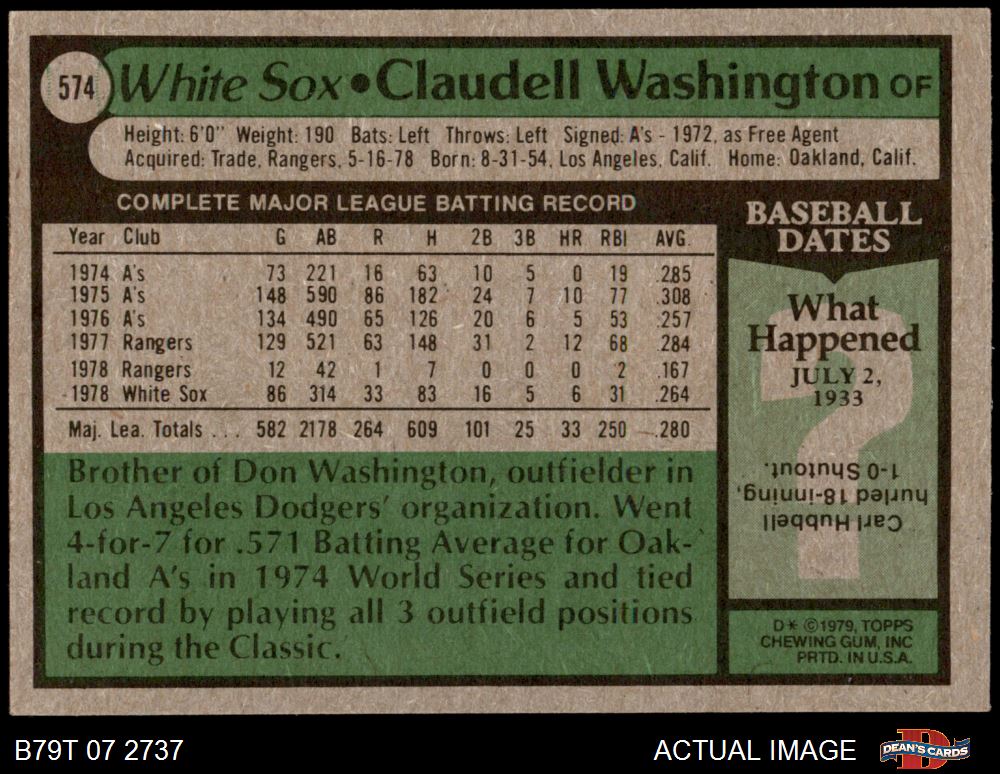 574 White Sox•Claudell Washington OF
Height: 6'0" Weight: 190 Bats: Left Throws: Left Signed: A's - 1972, as Free Agent
Acquired: Trade, Rangers, 5-16-78 Born: 8-31-54, Los Angeles, Calif. Home: Oakland, Calif.
COMPLETE MAJOR LEAGUE BATTING RECORD
Year Club G AB R H 2B 3B HR RBI AVG.
1974 A's 73 221 16 63 10 5 0 19 .285
1975 A's 148 590 86 182 24 7 10 77 .308
1976 A's 134 490 65 126 20 6 5 53 .257
1977 Rangers 129 521 63 148 31 2 12 68 .284
1978 Rangers 12 42 1 7 0 0 0 2 .167
1978 White Sox 86 314 33 83 16 5 6 31 .264
Maj. Lea. Totals ... 582 2178 264 609 101 25 33 250 .280
Brother of Don Washington, outfielder in
Los Angeles Dodgers' organization. Went
4-for-7 for .571 Batting Average for Oak-
land A's in 1974 World Series and tied
record by playing all 3 outfield positions
during the Classic.
BASEBALL
DATES
What
Happened
JULY 2,
1933
?
Carl Hubbell
hurled 18-inning,
1-0 Shutout.
D* ©1979, TOPPS
CHEWING GUM, INC
PRTD. IN U.S.A.
B79T 07 2737
ACTUAL IMAGE
DEAN'S CARDS